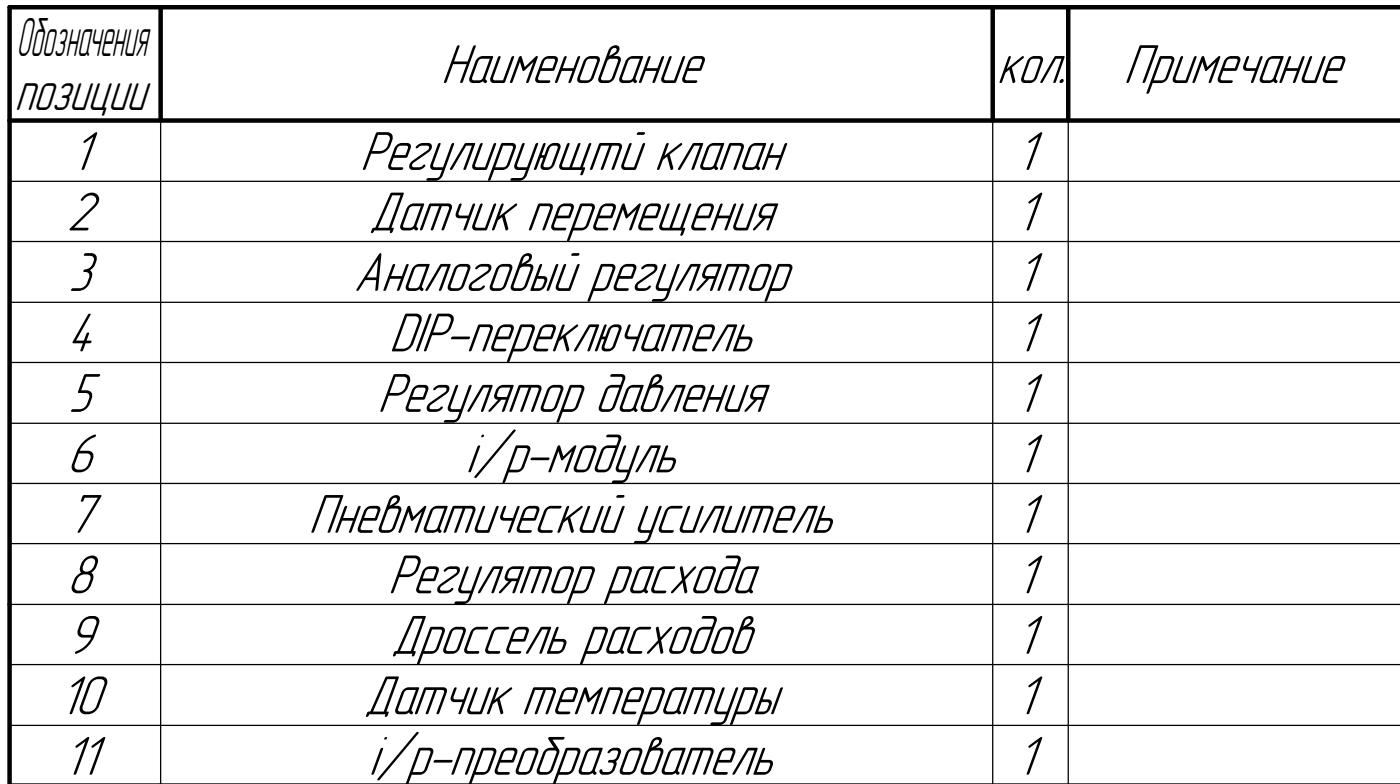 Обозначения позиции Наименование кол. Примечание
1 Регулирующтй клапан 1
2 Датчик перемещения 1
3 Аналоговый регулятор 1
4 DIP-переключатель 1
5 Регулятор давления 1
6 i/p-модуль 1
7 Пневматический усилитель 1
8 Регулятор расхода 1
9 Дроссель расходов 1
10 Датчик температуры 1
11 i/p-преобразователь 1